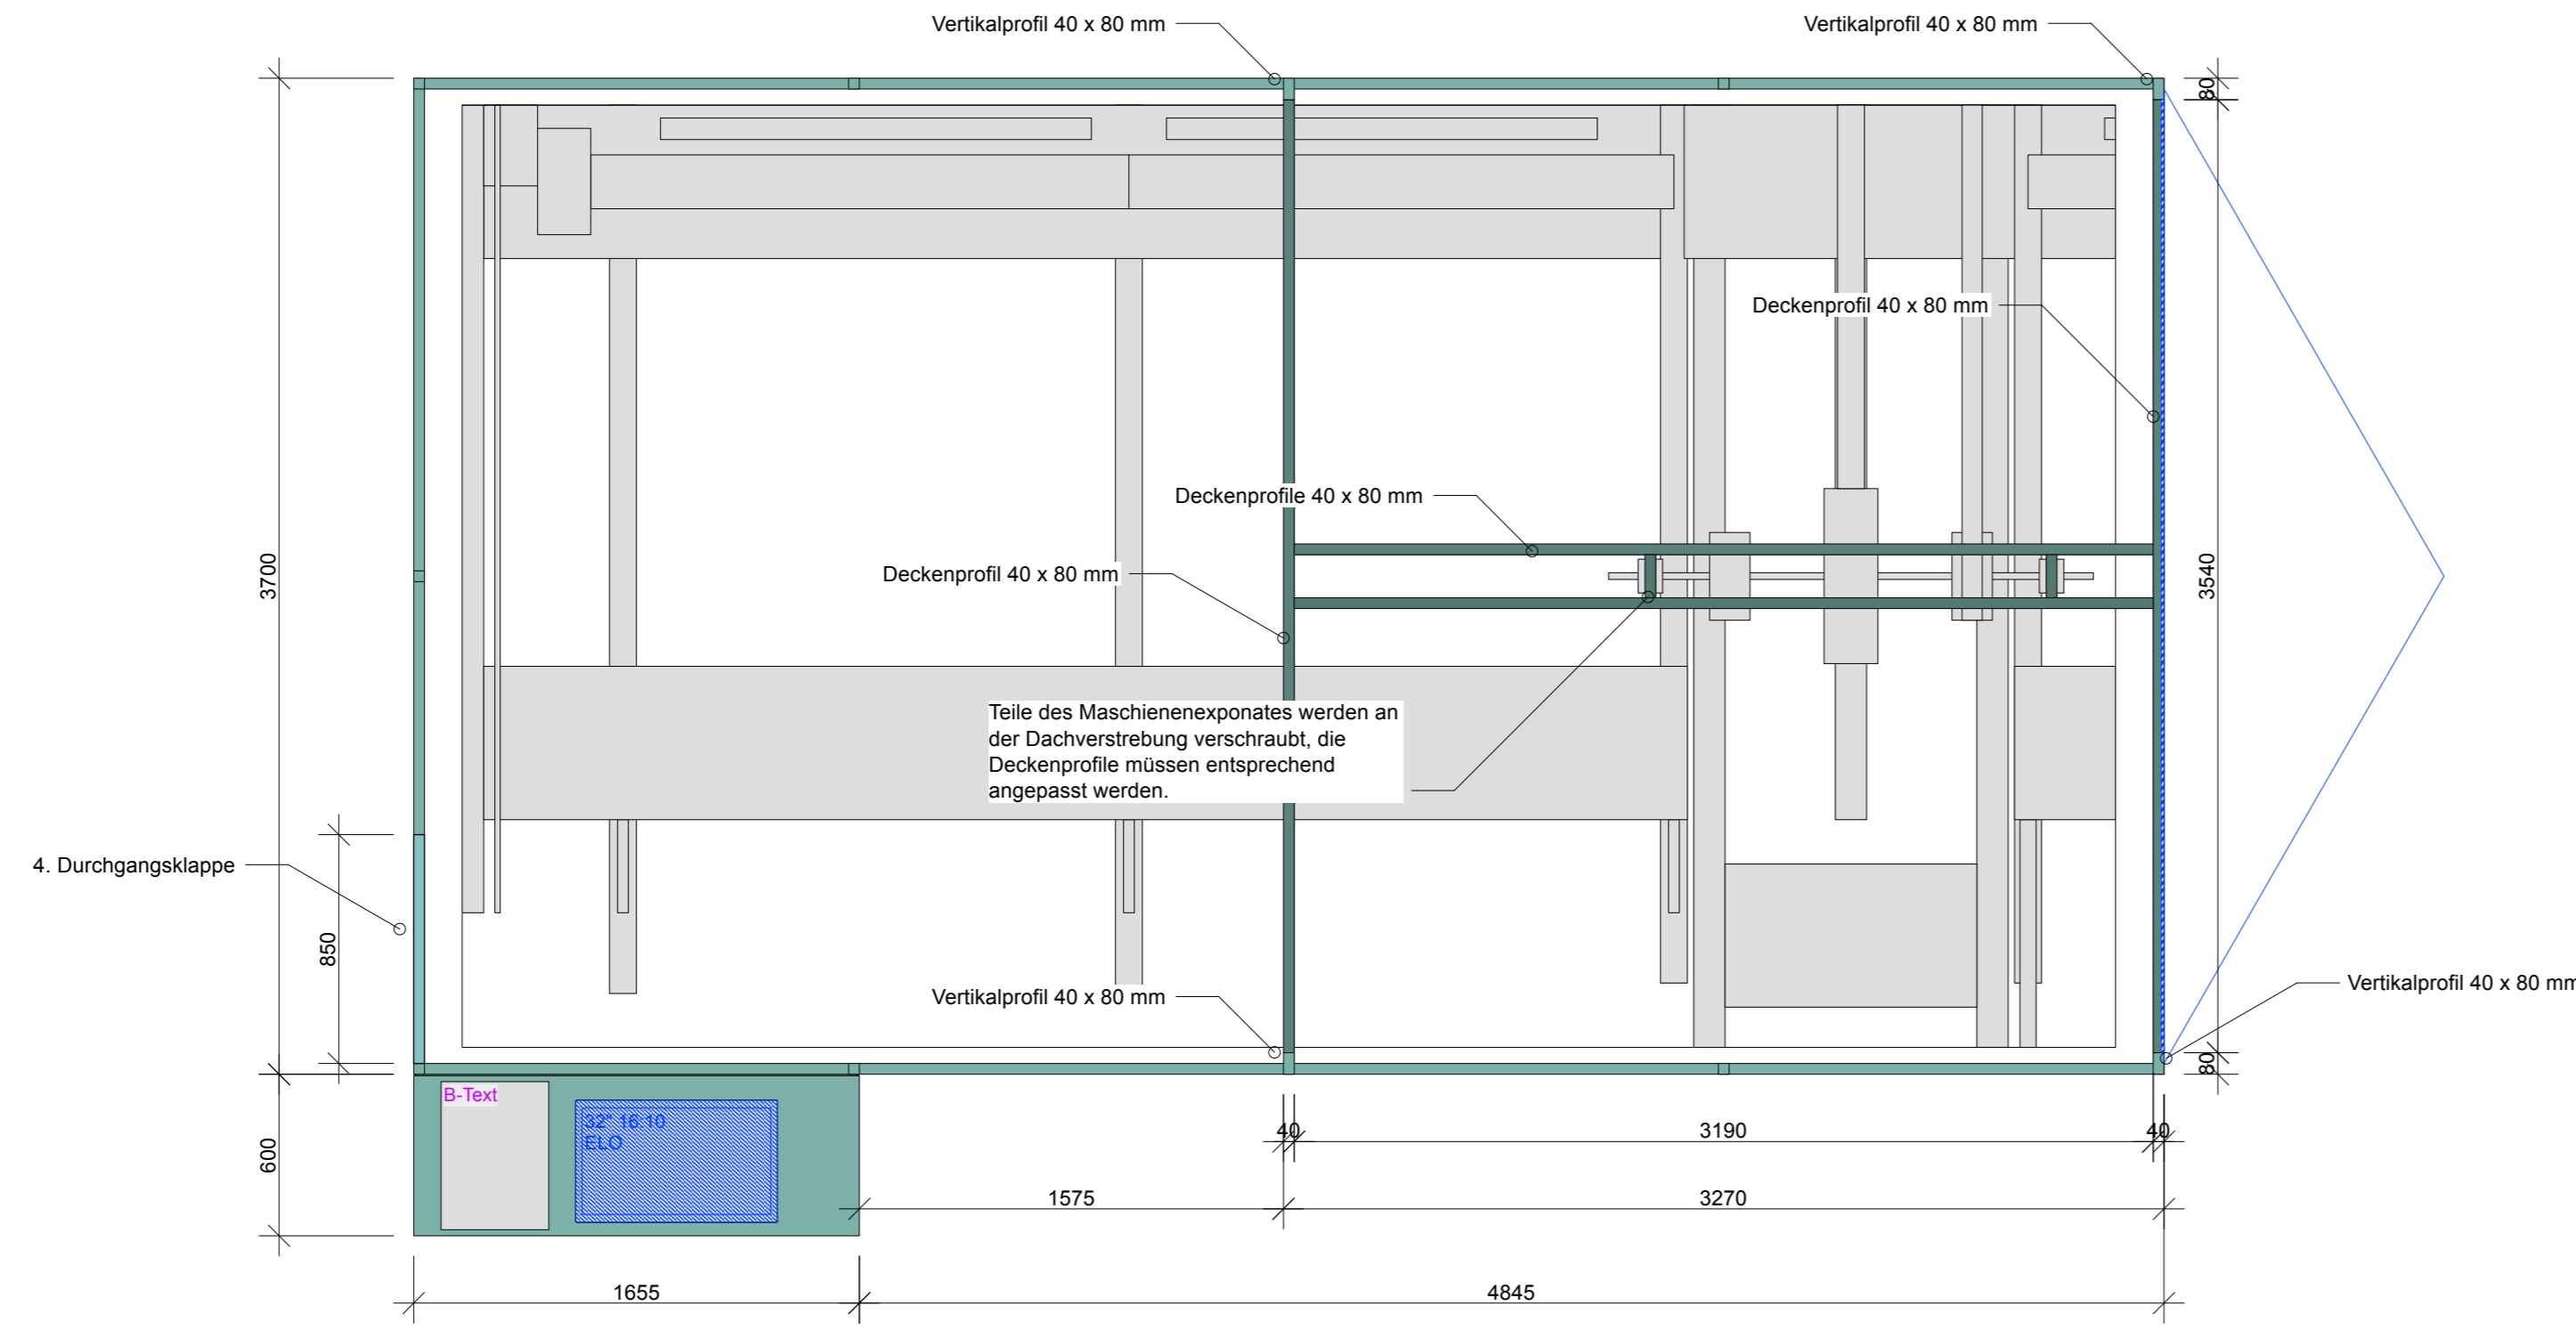 Vertikalprofil 40 x 80 mm
Vertikalprofil 40 x 80 mm
80
Deckenprofil 40 x 80 mm
Deckenprofile 40 x 80 mm
Deckenprofil 40 x 80 mm
3700
3540
Teile des Maschienenexponates werden an
der Dachverstrebung verschraubt, die
Deckenprofile müssen entsprechend
angepasst werden.
4. Durchgangsklappe
850
Vertikalprofil 40 x 80 mm
Vertikalprofil 40 x 80 mm
80
B-Text
32" 16:10
ELO
600
40
3190
40
1575
3270
1655
4845